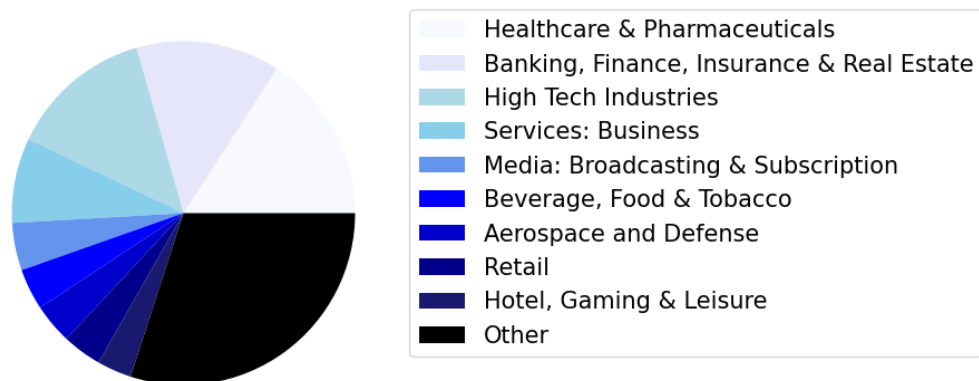 Healthcare & Pharmaceuticals
Banking, Finance, Insurance & Real Estate
High Tech Industries
Services: Business
Media: Broadcasting & Subscription
Beverage, Food & Tobacco
Aerospace and Defense
Retail
Hotel, Gaming & Leisure
Other